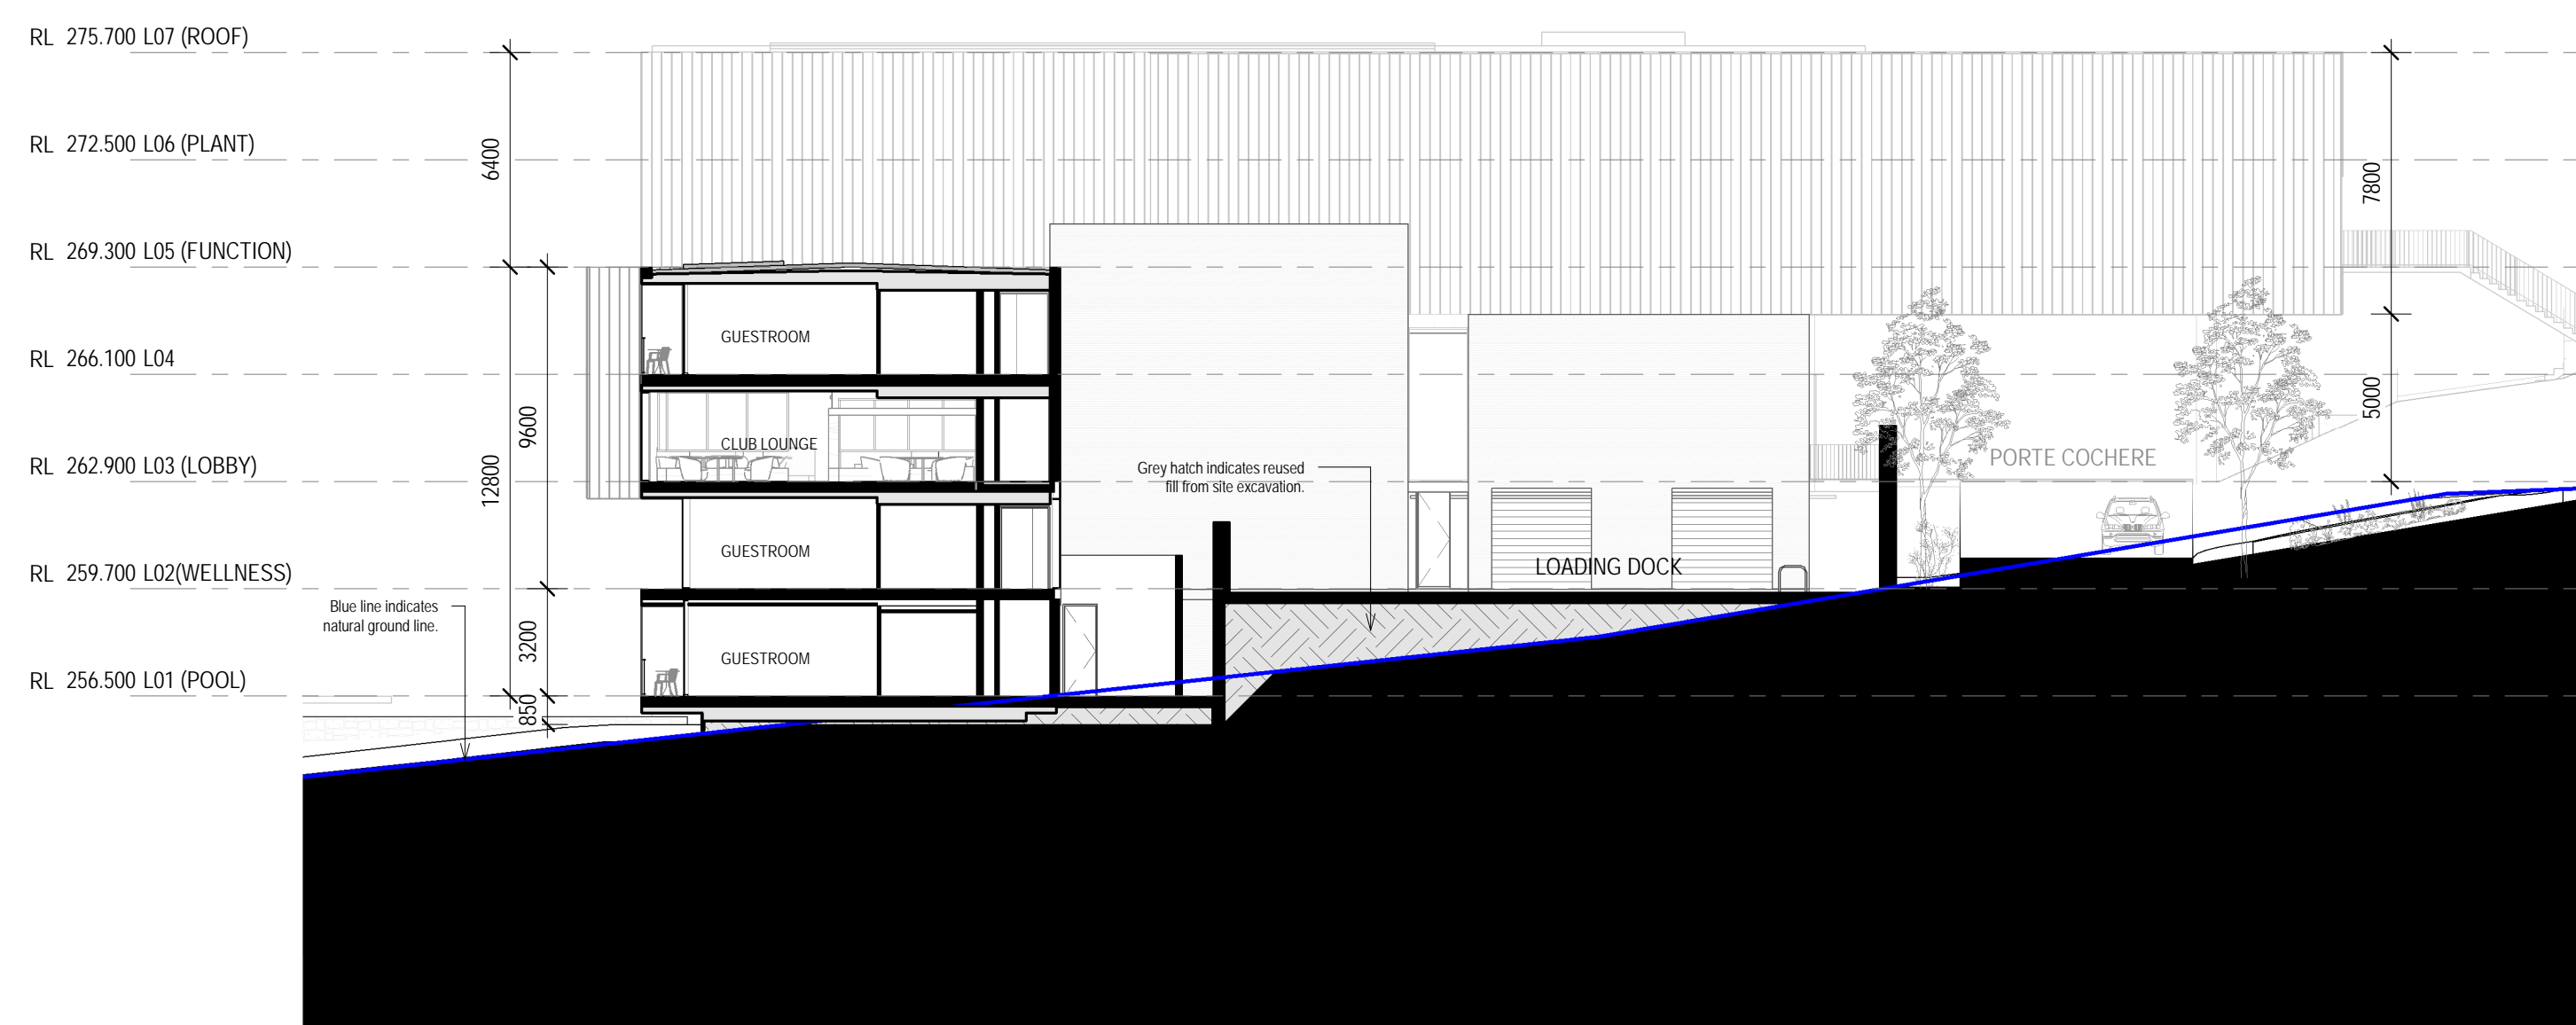 RL 275.700 L07 (ROOF)
RL 272.500 L06 (PLANT)
6400
7800
RL 269.300 L05 (FUNCTION)
GUESTROOM
RL 266.100 L04
9600
5000
CLUB LOUNGE
RL 262.900 L03 (LOBBY)
12800
Grey hatch indicates reused
fill from site excavation.
PORTE COCHERE
GUESTROOM
RL 259.700 L02(WELLNESS)
LOADING DOCK
Blue line indicates
natural ground line.
3200
GUESTROOM
RL 256.500 L01 (POOL)
850